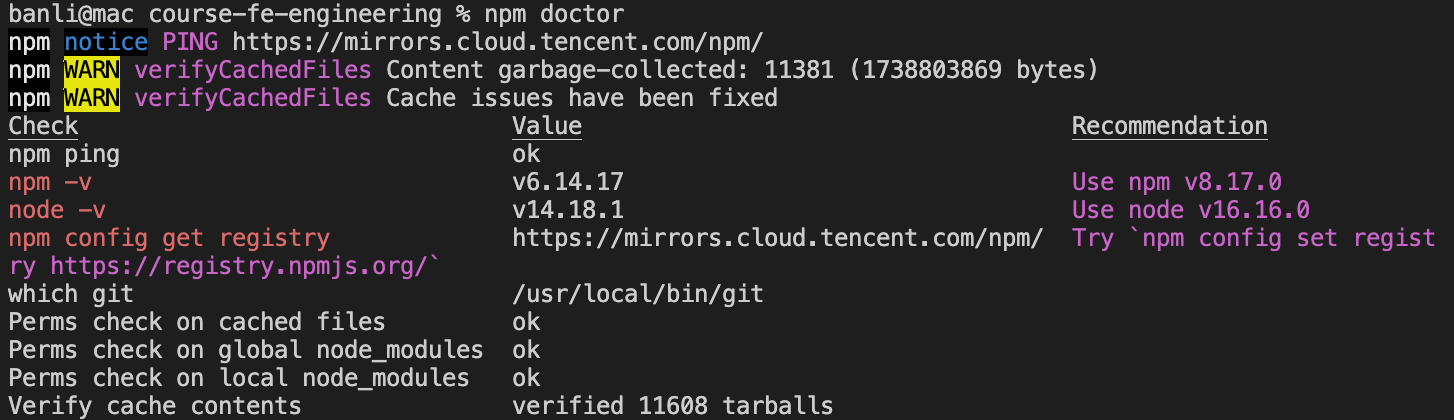 banli@mac course-fe-engineering % npm doctor
npm notice PING https://mirrors.cloud.tencent.com/npm/
npm WARN verifyCachedFiles Content garbage-collected: 11381 (1738803869 bytes)
npm WARN verifyCachedFiles Cache issues have been fixed
Check                               Value                                   Recommendation
npm ping                            ok
npm -v                              v6.14.17                                Use npm v8.17.0
node -v                             v14.18.1                                Use node v16.16.0
npm config get registry             https://mirrors.cloud.tencent.com/npm/  Try `npm config set regist
ry https://registry.npmjs.org/`
which git                           /usr/local/bin/git
Perms check on cached files         ok
Perms check on global node_modules  ok
Perms check on local node_modules   ok
Verify cache contents               verified 11608 tarballs